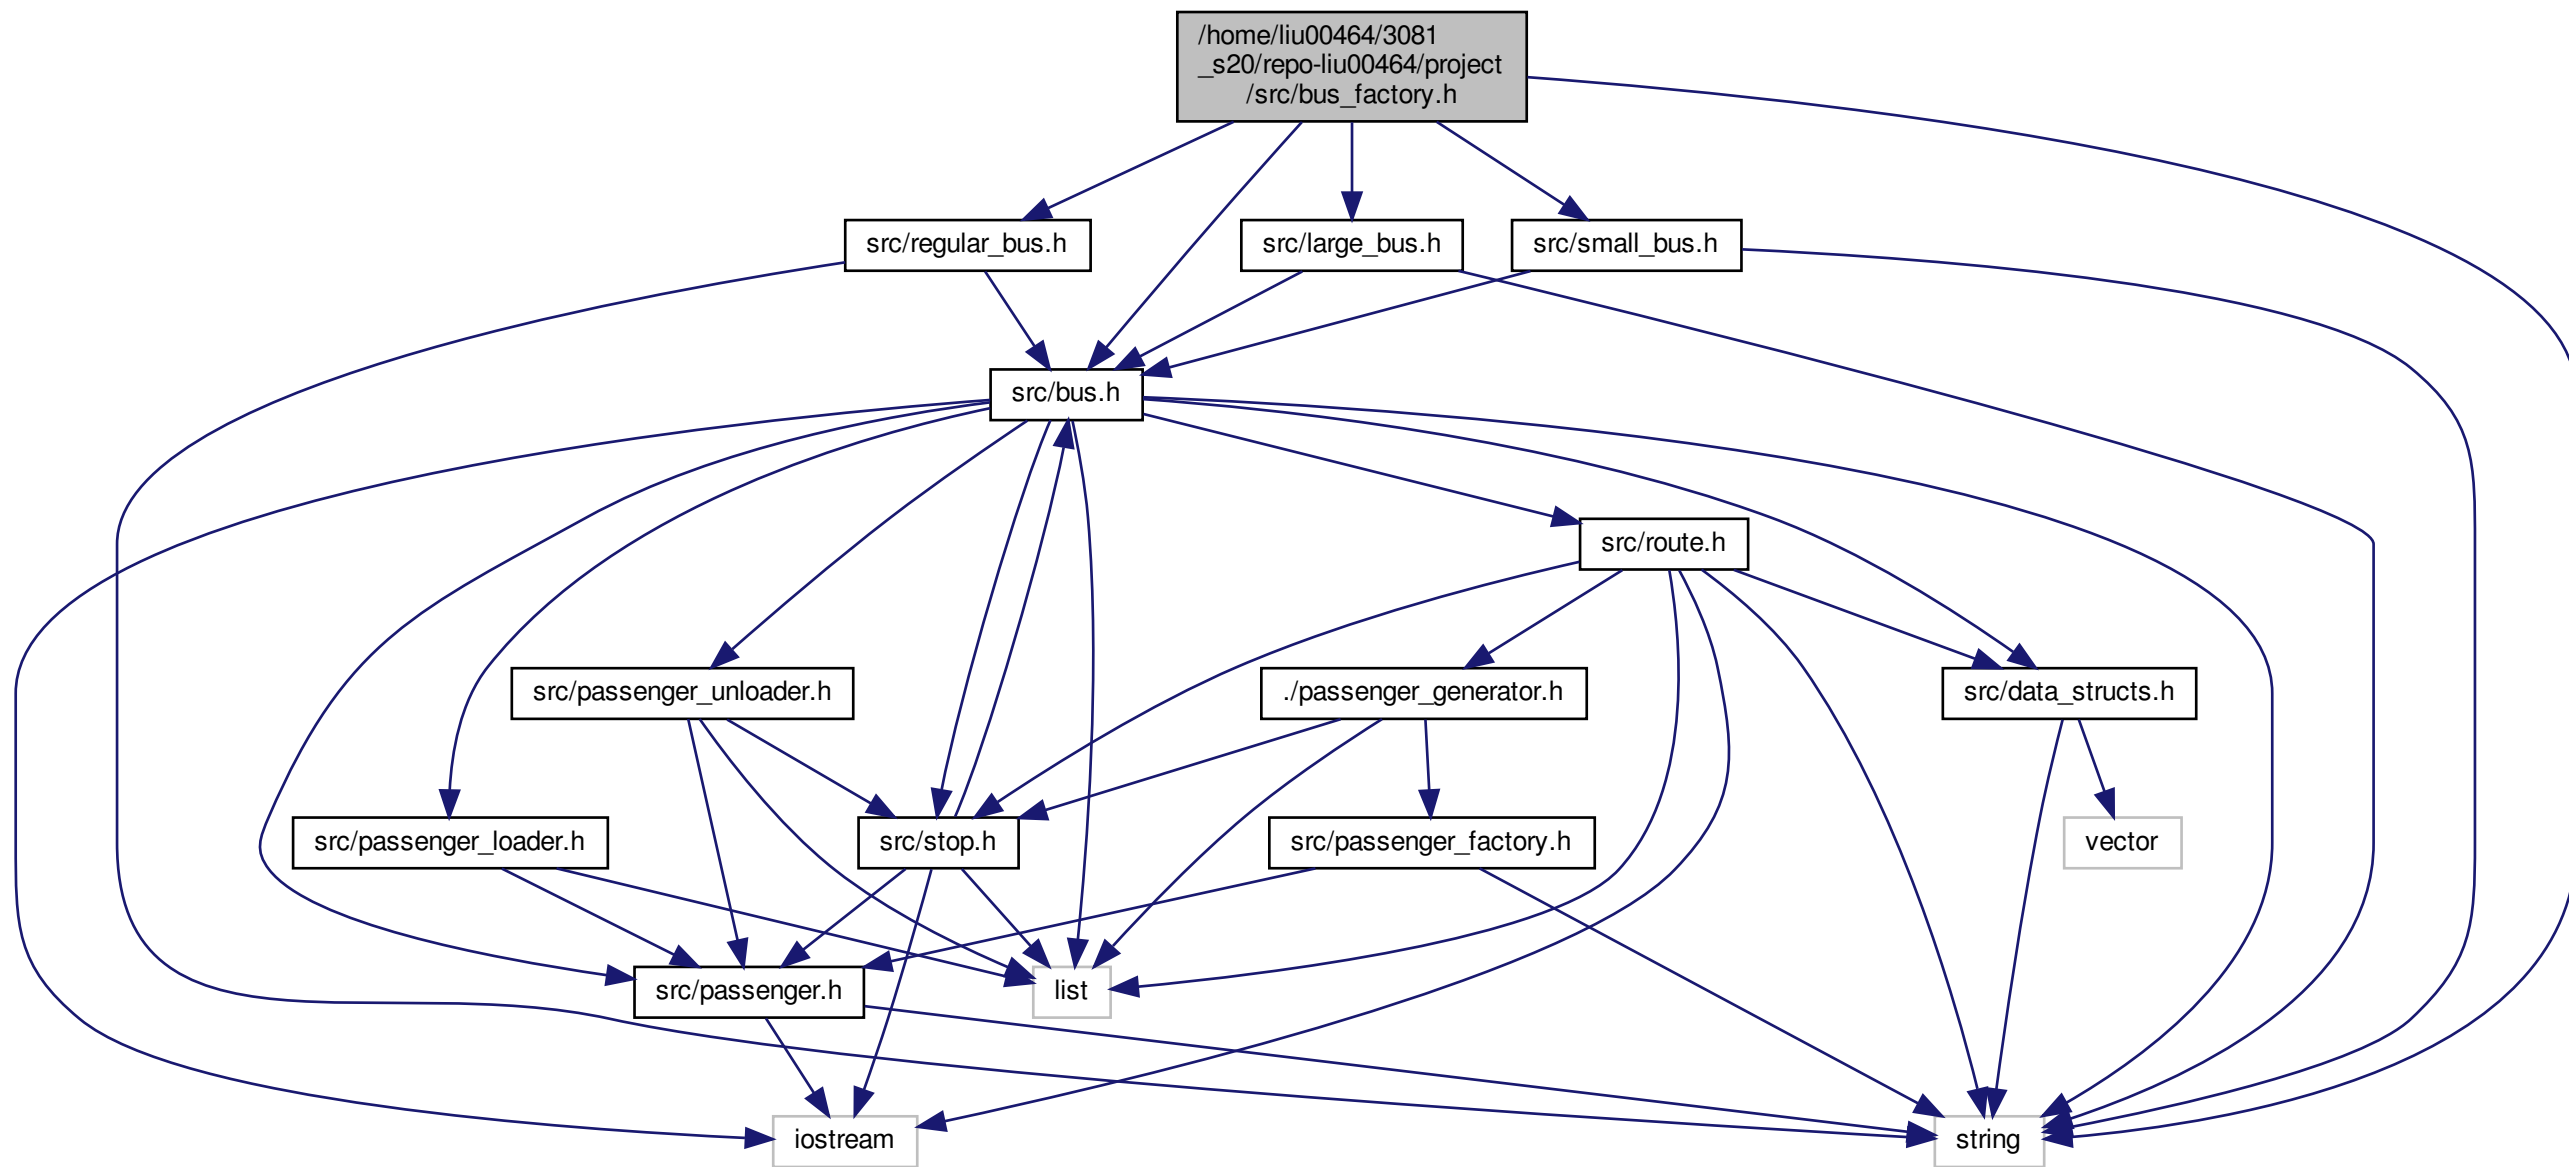 /home/liu00464/3081
_s20/repo-liu00464/project
/src/bus_factory.h
src/regular_bus.h
src/large_bus.h
src/small_bus.h
src/bus.h
src/route.h
src/passenger_unloader.h
./passenger_generator.h
src/data_structs.h
src/passenger_loader.h
src/stop.h
src/passenger_factory.h
vector
src/passenger.h
list
iostream
string